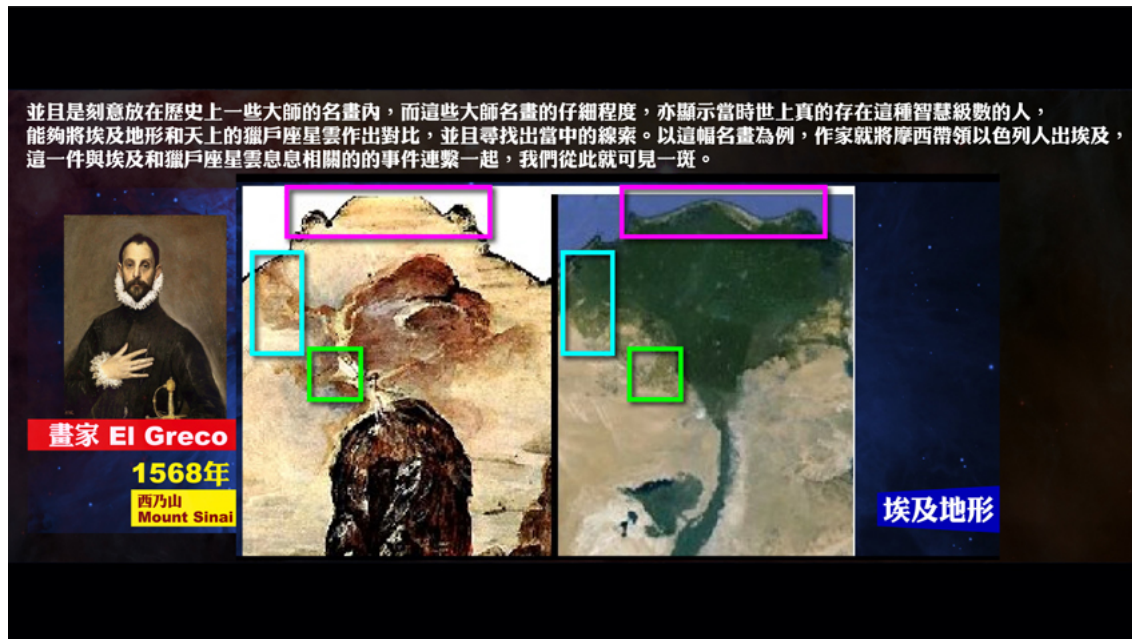 並且是刻意放在歷史上一些大師的名畫內，而這些大師名畫的仔細程度，亦顯示當時世上真的存在這種智慧級數的人，
能夠將埃及地形和天上的獵戶座星雲作出對比，並且尋找出當中的線索。以這幅名畫為例，作家就將摩西帶領以色列人出埃及，
這一件與埃及和獵戶座星雲息息相關的的事件連繫一起，我們從此就可見一斑。
畫家 El Greco
1568年
西乃山
Mount Sinai
埃及地形